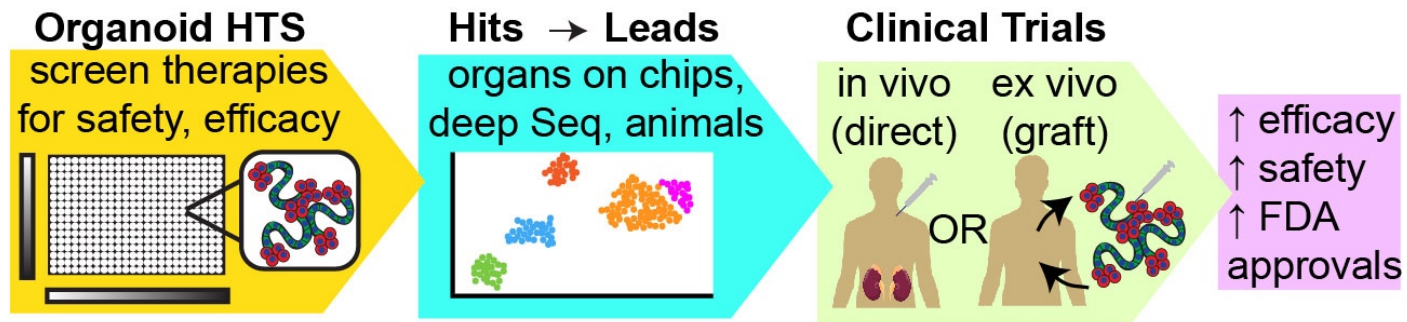 Organoid HTS
screen therapies
for safety, efficacy
Hits → Leads
organs on chips,
deep Seq, animals
Clinical Trials
in vivo
(direct)
OR
ex vivo
(graft)
↑ efficacy
↑ safety
↑ FDA
approvals